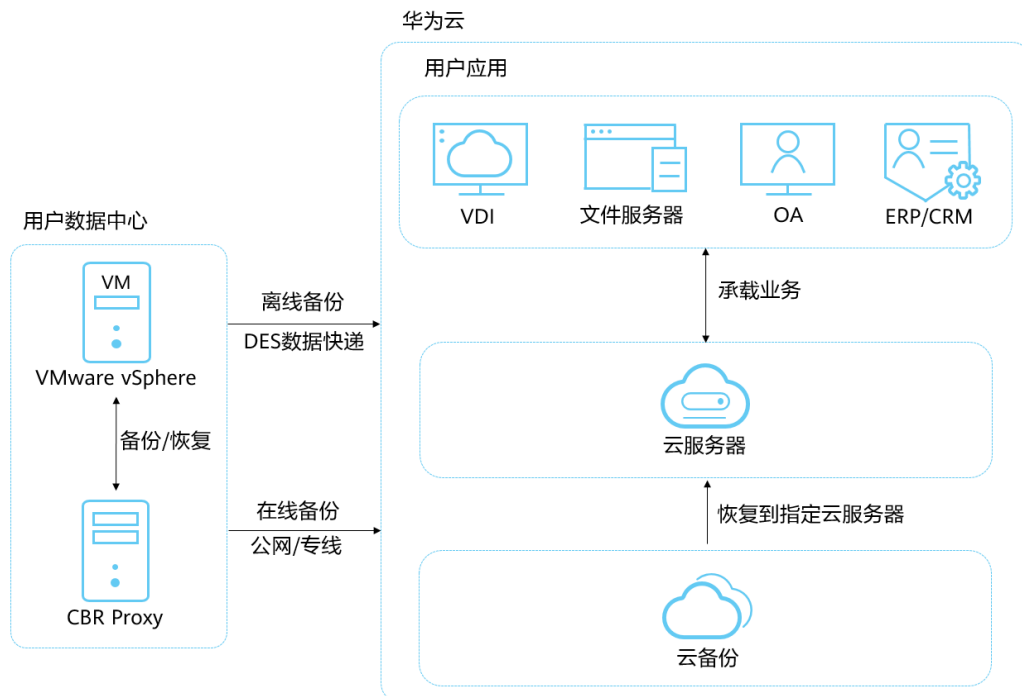 华为云
用户应用
VDI
文件服务器
OA
ERP/CRM
用户数据中心
VM
VMware vSphere
备份/恢复
CBR Proxy
离线备份
DES数据快递
在线备份
公网/专线
承载业务
云服务器
恢复到指定云服务器
云备份